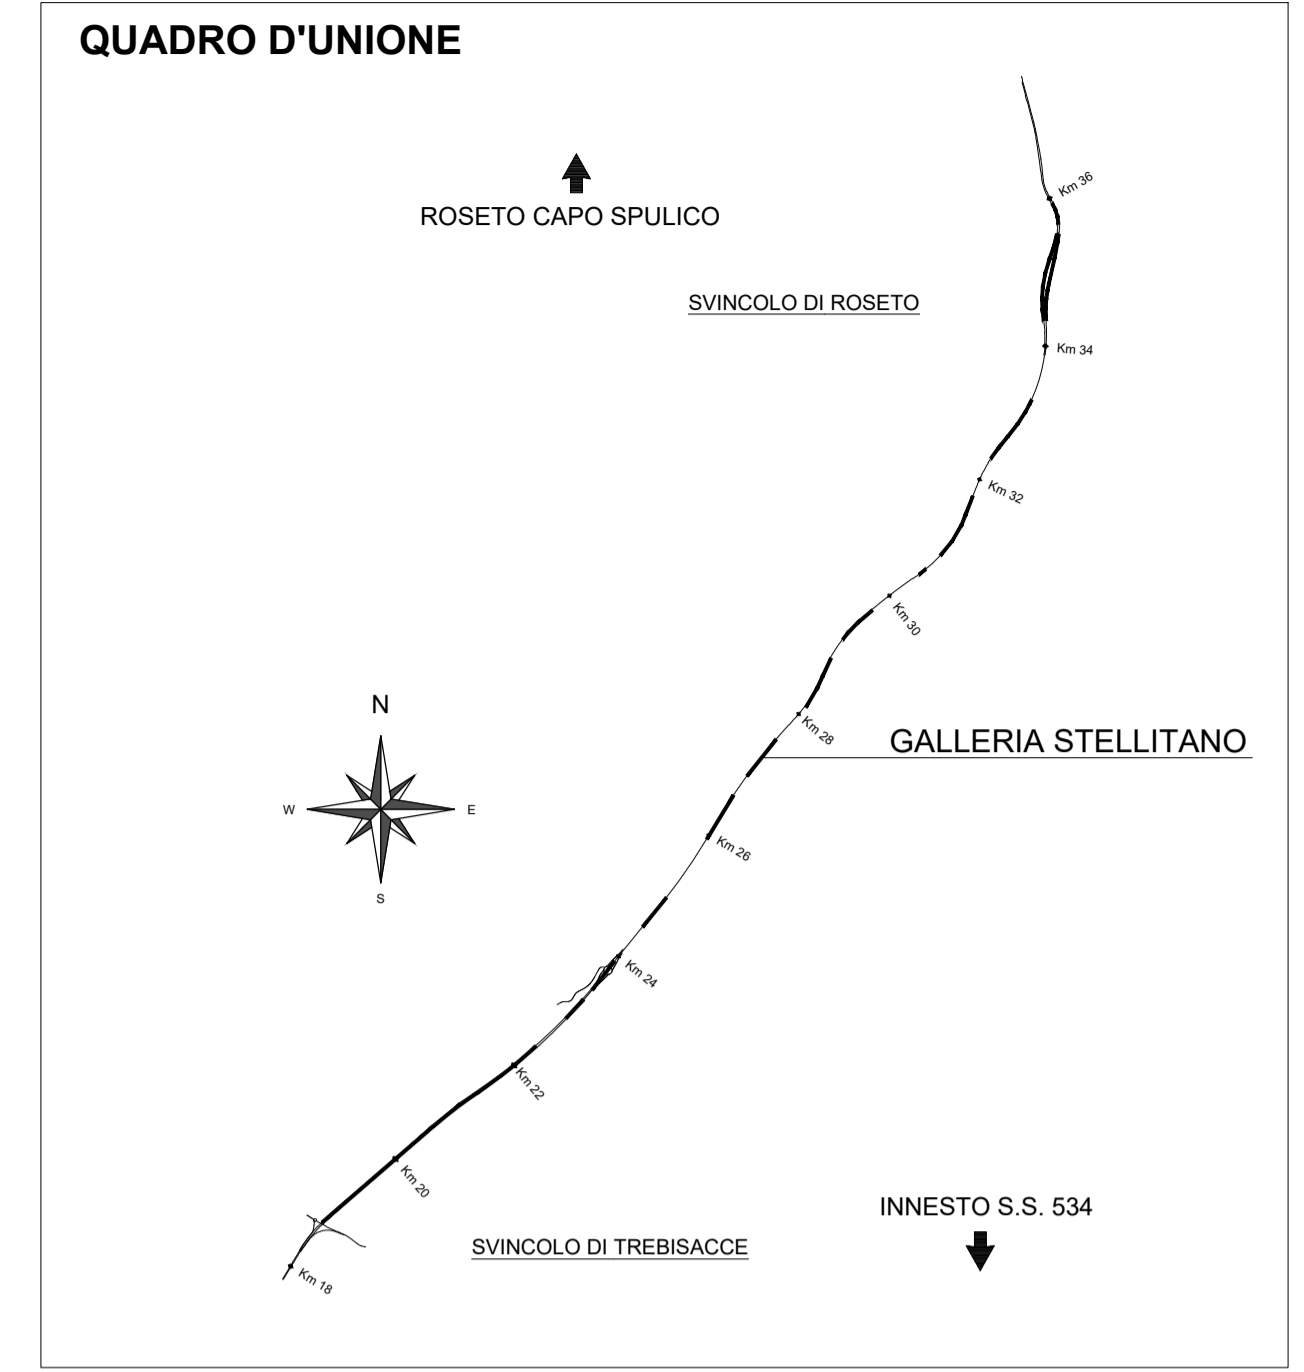 QUADRO D'UNIONE
Km 36
ROSETO CAPO SPULICO
SVINCOLO DI ROSETO
Km 34
Km 32
Km 30
N
Km 28
GALLERIA STELLITANO
W
E
Km 26
S
Km 24
Km 22
Km 20
INNESTO S.S. 534
SVINCOLO DI TREBISACCE
Km 18